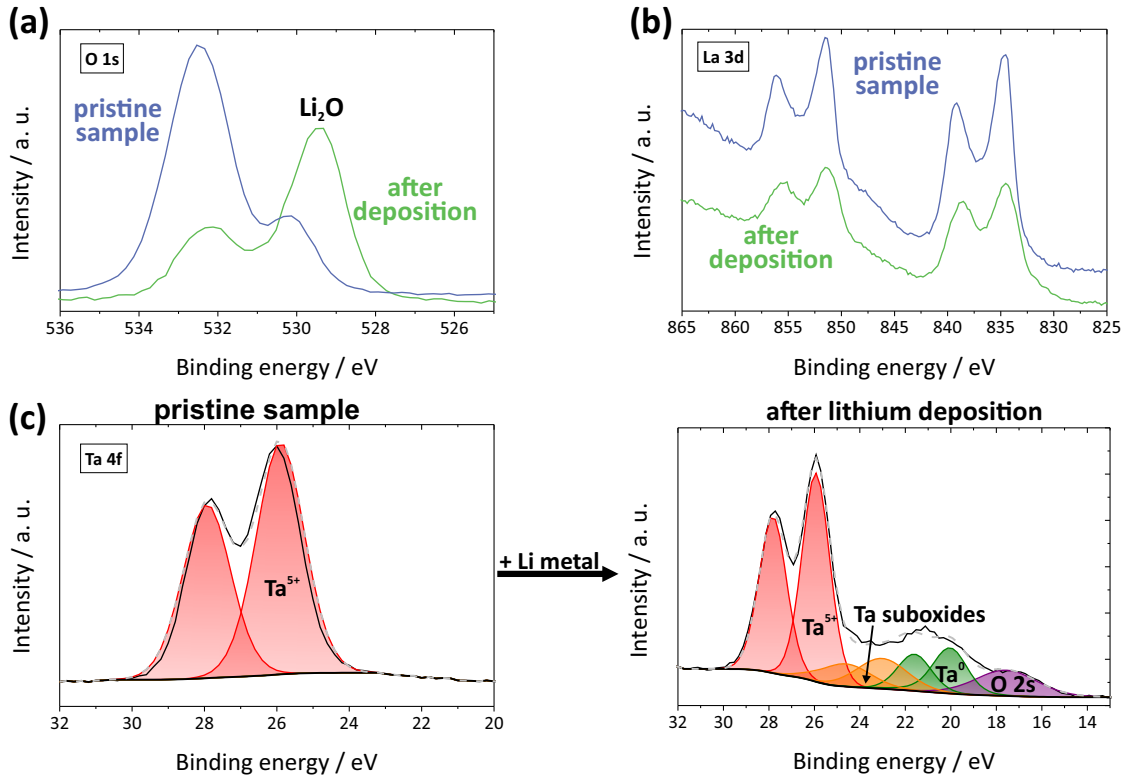 (a)
O 1s
pristine
sample
Li₂O
after
deposition
Intensity / a. u.
536 534 532 530 528 526
Binding energy / eV
(b)
La 3d
pristine
sample
after
deposition
Intensity / a. u.
865 860 855 850 845 840 835 830 825
Binding energy / eV
(c)
pristine sample
Ta 4f
Ta⁵⁺
Intensity / a. u.
32 30 28 26 24 22 20
Binding energy / eV
+ Li metal
after lithium deposition
Ta suboxides
Ta⁵⁺
Ta⁰
O 2s
Intensity / a. u.
32 30 28 26 24 22 20 18 16 14
Binding energy / eV